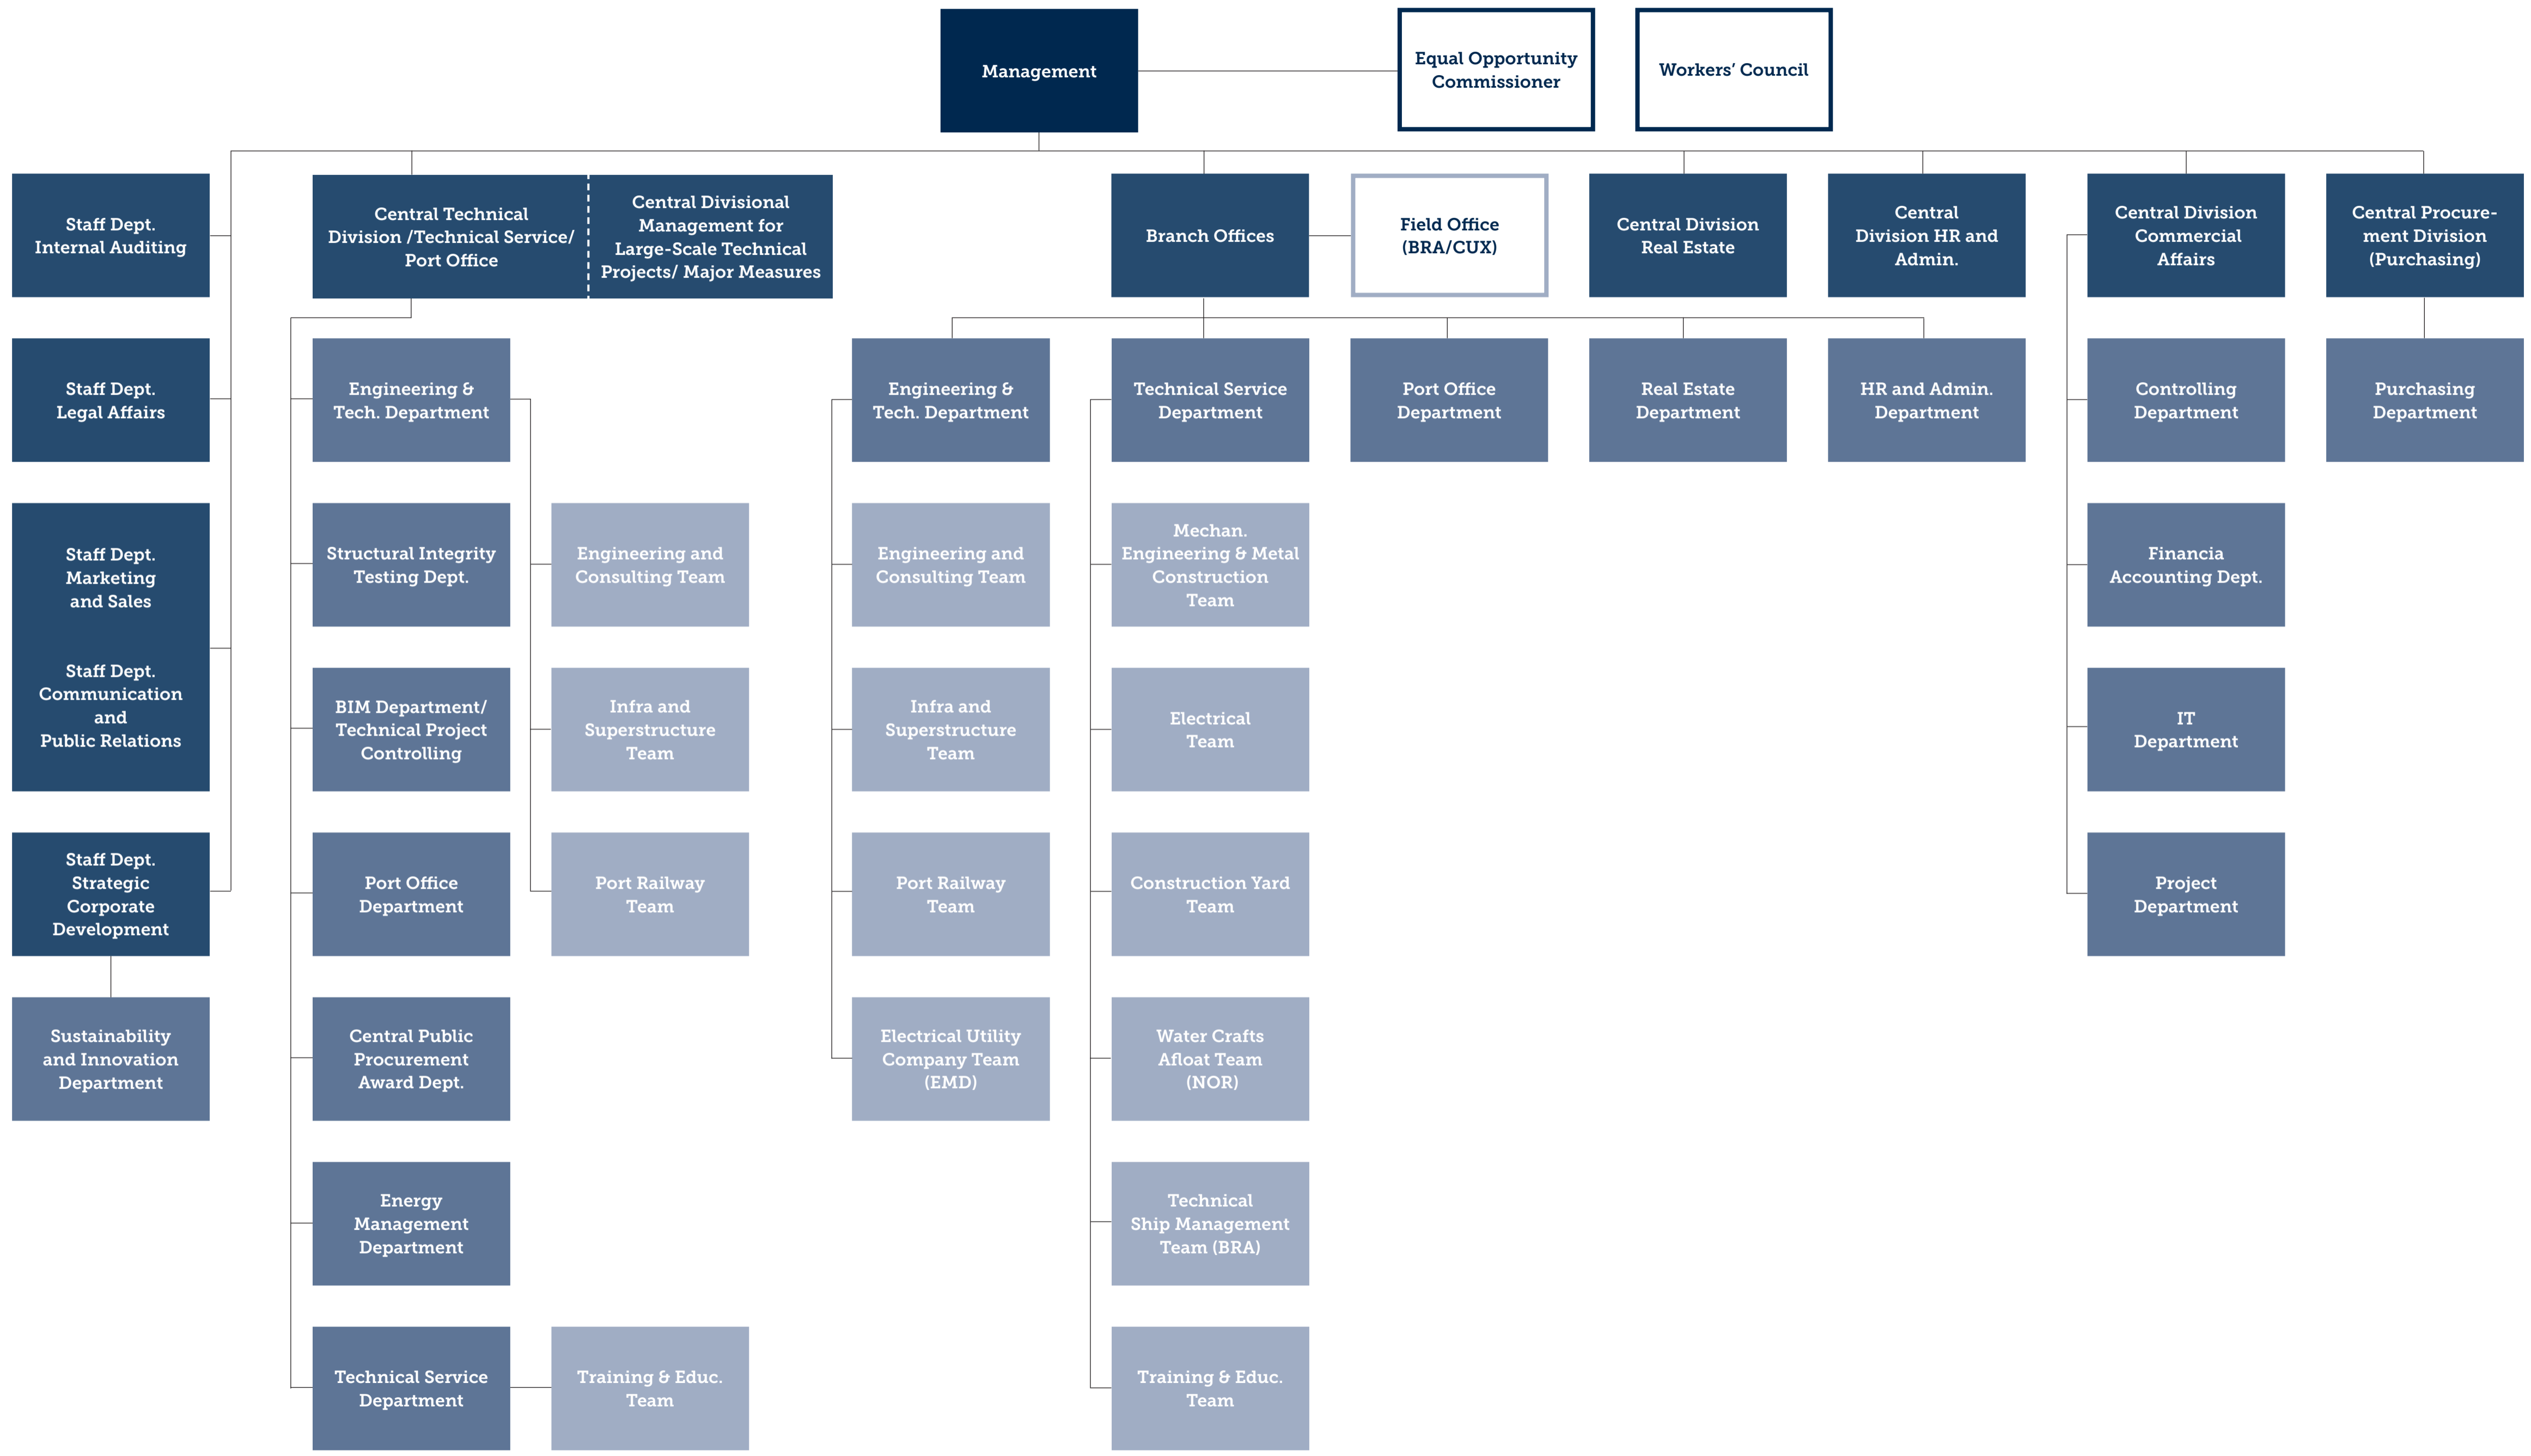 Management
Equal Opportunity
Commissioner
Workers’ Council
Staff Dept.
Internal Auditing
Central Technical
Division /Technical Service/
Port Office
Central Divisional
Management for
Large-Scale Technical
Projects/ Major Measures
Branch Offices
Field Office
(BRA/CUX)
Central Division
Real Estate
Central
Division HR and
Admin.
Central Division
Commercial
Affairs
Central Procure-
ment Division
(Purchasing)
Staff Dept.
Legal Affairs
Engineering &
Tech. Department
Engineering &
Tech. Department
Technical Service
Department
Port Office
Department
Real Estate
Department
HR and Admin.
Department
Controlling
Department
Purchasing
Department
Staff Dept.
Marketing
and Sales
Staff Dept.
Communication
and
Public Relations
Structural Integrity
Testing Dept.
Engineering and
Consulting Team
Engineering and
Consulting Team
Mechan.
Engineering & Metal
Construction
Team
Financia
Accounting Dept.
BIM Department/
Technical Project
Controlling
Infra and
Superstructure
Team
Infra and
Superstructure
Team
Electrical
Team
IT
Department
Staff Dept.
Strategic
Corporate
Development
Port Office
Department
Port Railway
Team
Port Railway
Team
Construction Yard
Team
Project
Department
Sustainability
and Innovation
Department
Central Public
Procurement
Award Dept.
Electrical Utility
Company Team
(EMD)
Water Crafts
Afloat Team
(NOR)
Energy
Management
Department
Technical
Ship Management
Team (BRA)
Technical Service
Department
Training & Educ.
Team
Training & Educ.
Team